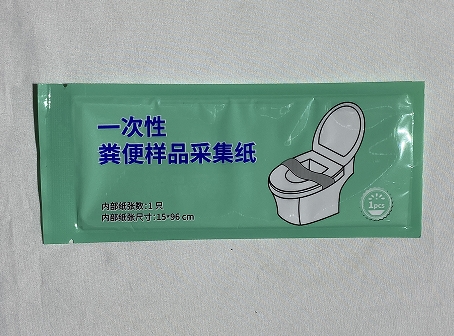 一次性
粪便样品采集纸
内部纸张数：1 只
内部纸张尺寸：15*96 cm
1pcs